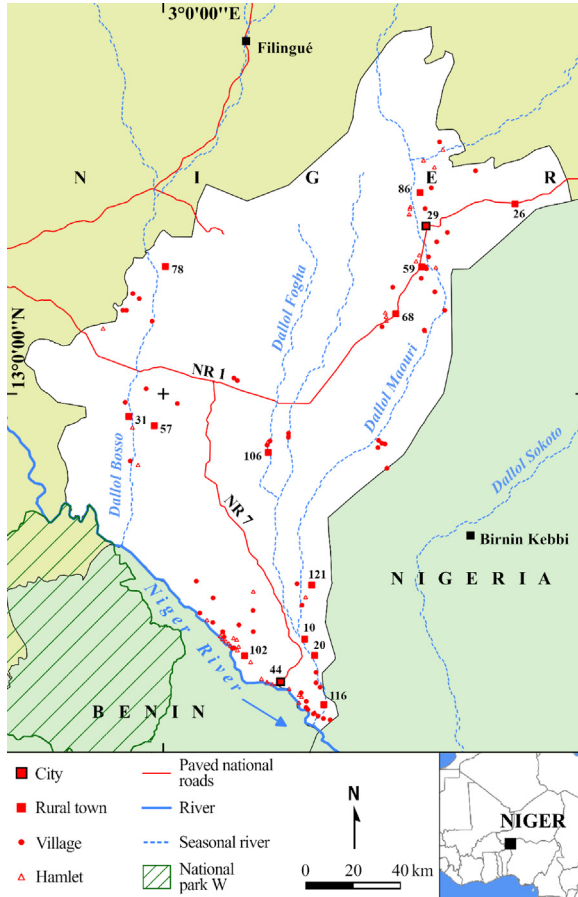 3°0'00''E
Filingué
N I G E R
86
29
26
78
59
68
Dallol Fogha
Dallol Maouri
13°0'00''N
NR 1
31
57
106
Dallol Bosso
Dallol Sokoto
NR 7
Birnin Kebbi
121
NIGERIA
Niger River
10
102
20
44
116
BENIN
City
Rural town
Village
Hamlet
Paved national
roads
River
Seasonal river
National
park W
N
0 20 40 km
NIGER